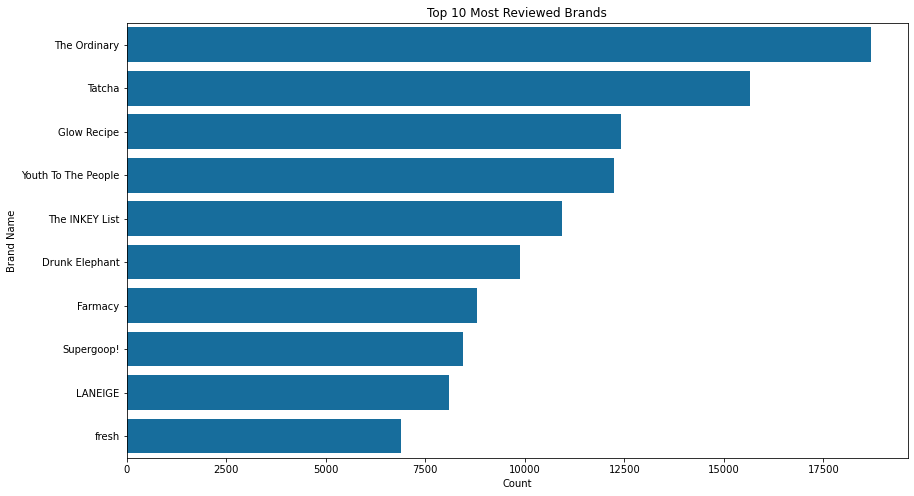 Top 10 Most Reviewed Brands
Brand Name
The Ordinary
Tatcha
Glow Recipe
Youth To The People
The INKEY List
Drunk Elephant
Farmacy
Supergoop!
LANEIGE
fresh
0 2500 5000 7500 10000 12500 15000 17500
Count